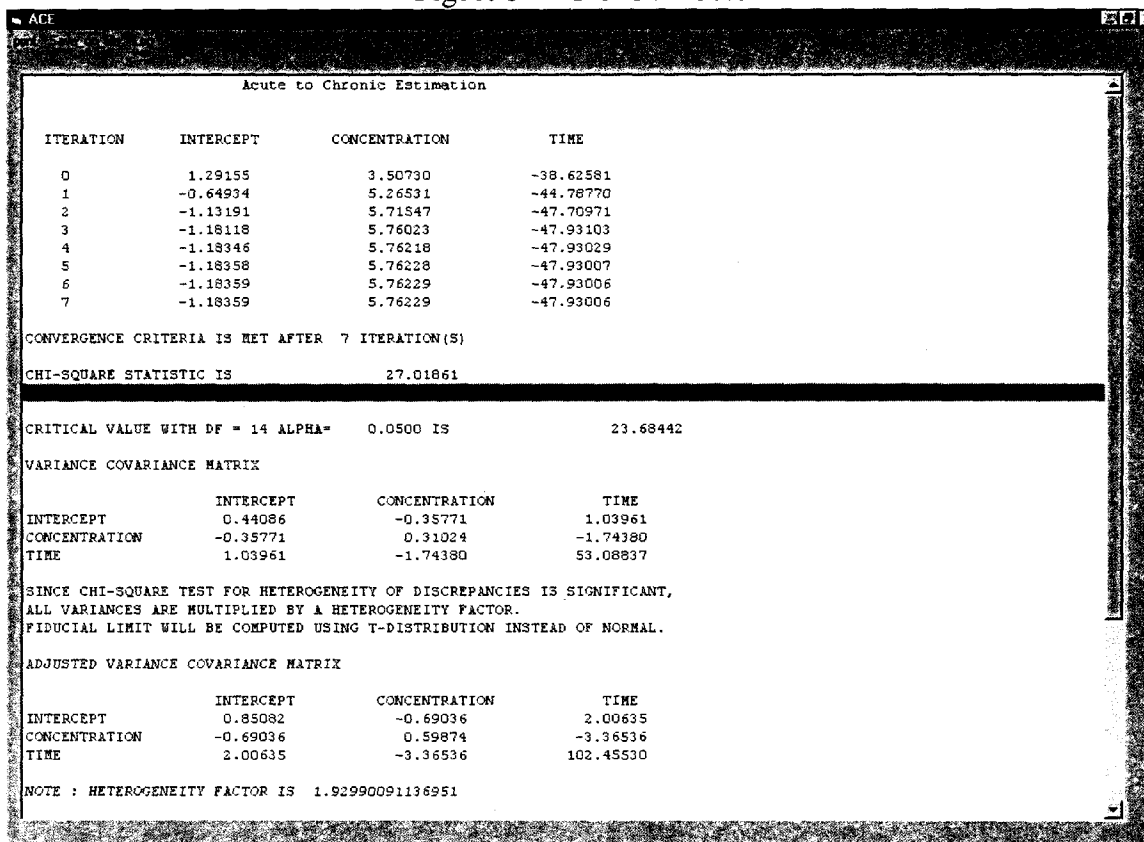 ACE
Acute to Chronic Estimation
ITERATION INTERCEPT CONCENTRATION TIME
0 1.29155 3.50730 -38.62581
1 -0.64934 5.26531 -44.78770
2 -1.13191 5.71547 -47.70971
3 -1.18118 5.76023 -47.93103
4 -1.18346 5.76218 -47.93029
5 -1.18358 5.76228 -47.93007
6 -1.18359 5.76229 -47.93006
7 -1.18359 5.76229 -47.93006
CONVERGENCE CRITERIA IS MET AFTER 7 ITERATION(S)
CHI-SQUARE STATISTIC IS 27.01861
CRITICAL VALUE WITH DF = 14 ALPHA= 0.0500 IS 23.68442
VARIANCE COVARIANCE MATRIX
INTERCEPT CONCENTRATION TIME
INTERCEPT 0.44086 -0.35771 1.03961
CONCENTRATION -0.35771 0.31024 -1.74380
TIME 1.03961 -1.74380 53.08837
SINCE CHI-SQUARE TEST FOR HETEROGENEITY OF DISCREPANCIES IS SIGNIFICANT,
ALL VARIANCES ARE MULTIPLIED BY A HETEROGENEITY FACTOR.
FIDUCIAL LIMIT WILL BE COMPUTED USING T-DISTRIBUTION INSTEAD OF NORMAL.
ADJUSTED VARIANCE COVARIANCE MATRIX
INTERCEPT CONCENTRATION TIME
INTERCEPT 0.85082 -0.69036 2.00635
CONCENTRATION -0.69036 0.59874 -3.36536
TIME 2.00635 -3.36536 102.45530
NOTE : HETEROGENEITY FACTOR IS 1.92990091136951